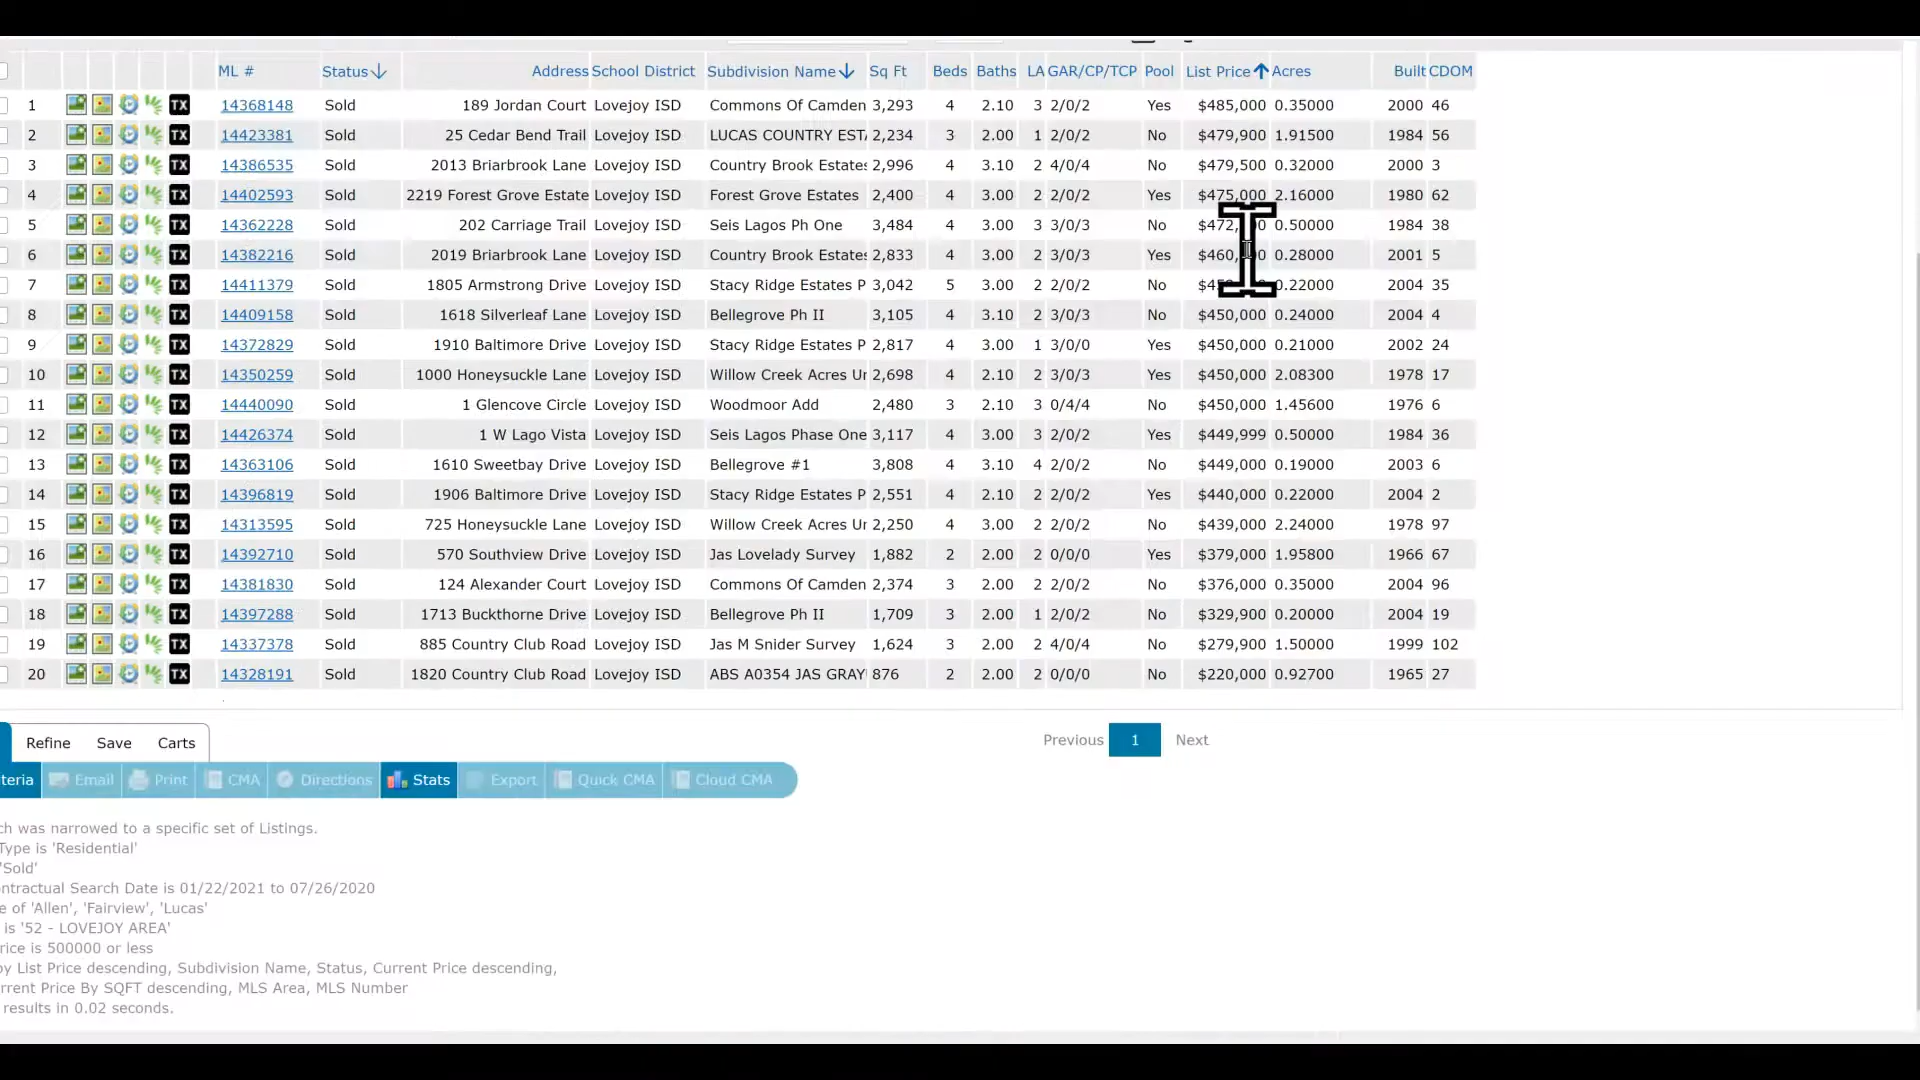 ML # Status Address School District Subdivision Name Sq Ft Beds Baths LA GAR/CP/TCP Pool List Price Acres Built CDOM
1 TX 14368148 Sold 189 Jordan Court Lovejoy ISD Commons Of Camden 3,293 4 2.10 3 2/0/2 Yes $485,000 0.35000 2000 46
2 TX 14423381 Sold 25 Cedar Bend Trail Lovejoy ISD LUCAS COUNTRY EST 2,234 3 2.00 1 2/0/2 No $479,900 1.91500 1984 56
3 TX 14386535 Sold 2013 Briarbrook Lane Lovejoy ISD Country Brook Estates 2,996 4 3.10 2 4/0/4 No $479,500 0.32000 2000 3
4 TX 14402593 Sold 2219 Forest Grove Estate Lovejoy ISD Forest Grove Estates 2,400 4 3.00 2 2/0/2 Yes $475,000 2.16000 1980 62
5 TX 14362228 Sold 202 Carriage Trail Lovejoy ISD Seis Lagos Ph One 3,484 4 3.00 3 3/0/3 No 0.50000 1984 38
6 TX 14382216 Sold 2019 Briarbrook Lane Lovejoy ISD Country Brook Estates 2,833 4 3.00 2 3/0/3 Yes 0.28000 2001 5
7 TX 14411379 Sold 1805 Armstrong Drive Lovejoy ISD Stacy Ridge Estates P 3,042 5 3.00 2 2/0/2 No 0.22000 2004 35
8 TX 14409158 Sold 1618 Silverleaf Lane Lovejoy ISD Bellegrove Ph II 3,105 4 3.10 2 3/0/3 No $450,000 0.24000 2004 4
9 TX 14372829 Sold 1910 Baltimore Drive Lovejoy ISD Stacy Ridge Estates P 2,817 4 3.00 1 3/0/0 Yes $450,000 0.21000 2002 24
10 TX 14350259 Sold 1000 Honeysuckle Lane Lovejoy ISD Willow Creek Acres Ur 2,698 4 2.10 2 3/0/3 Yes $450,000 2.08300 1978 17
11 TX 14440090 Sold 1 Glencove Circle Lovejoy ISD Woodmoor Add 2,480 3 2.10 3 0/4/4 No $450,000 1.45600 1976 6
12 TX 14426374 Sold 1 W Lago Vista Lovejoy ISD Seis Lagos Phase One 3,117 4 3.00 3 2/0/2 Yes $449,999 0.50000 1984 36
13 TX 14363106 Sold 1610 Sweetbay Drive Lovejoy ISD Bellegrove #1 3,808 4 3.10 4 2/0/2 No $449,000 0.19000 2003 6
14 TX 14396819 Sold 1906 Baltimore Drive Lovejoy ISD Stacy Ridge Estates P 2,551 4 2.10 2 2/0/2 Yes $440,000 0.22000 2004 2
15 TX 14313595 Sold 725 Honeysuckle Lane Lovejoy ISD Willow Creek Acres Ur 2,250 4 3.00 2 2/0/2 No $439,000 2.24000 1978 97
16 TX 14392710 Sold 570 Southview Drive Lovejoy ISD Jas Lovelady Survey 1,882 2 2.00 2 0/0/0 Yes $379,000 1.95800 1966 67
17 TX 14381830 Sold 124 Alexander Court Lovejoy ISD Commons Of Camden 2,374 3 2.00 2 2/0/2 No $376,000 0.35000 2004 96
18 TX 14397288 Sold 1713 Buckthorne Drive Lovejoy ISD Bellegrove Ph II 1,709 3 2.00 1 2/0/2 No $329,900 0.20000 2004 19
19 TX 14337378 Sold 885 Country Club Road Lovejoy ISD Jas M Snider Survey 1,624 3 2.00 2 4/0/4 No $279,900 1.50000 1999 102
20 TX 14328191 Sold 1820 Country Club Road Lovejoy ISD ABS A0354 JAS GRAY 876 2 2.00 2 0/0/0 No $220,000 0.92700 1965 27
Refine Save Carts Previous 1 Next
teria Email Print CMA Directions Stats Export Quick CMA Cloud CMA
ch was narrowed to a specific set of Listings.
Type is 'Residential'
'Sold'
ontractual Search Date is 01/22/2021 to 07/26/2020
e of 'Allen', 'Fairview', 'Lucas'
is '52 - LOVEJOY AREA'
rice is 500000 or less
by List Price descending, Subdivision Name, Status, Current Price descending,
rrent Price By SQFT descending, MLS Area, MLS Number
results in 0.02 seconds.